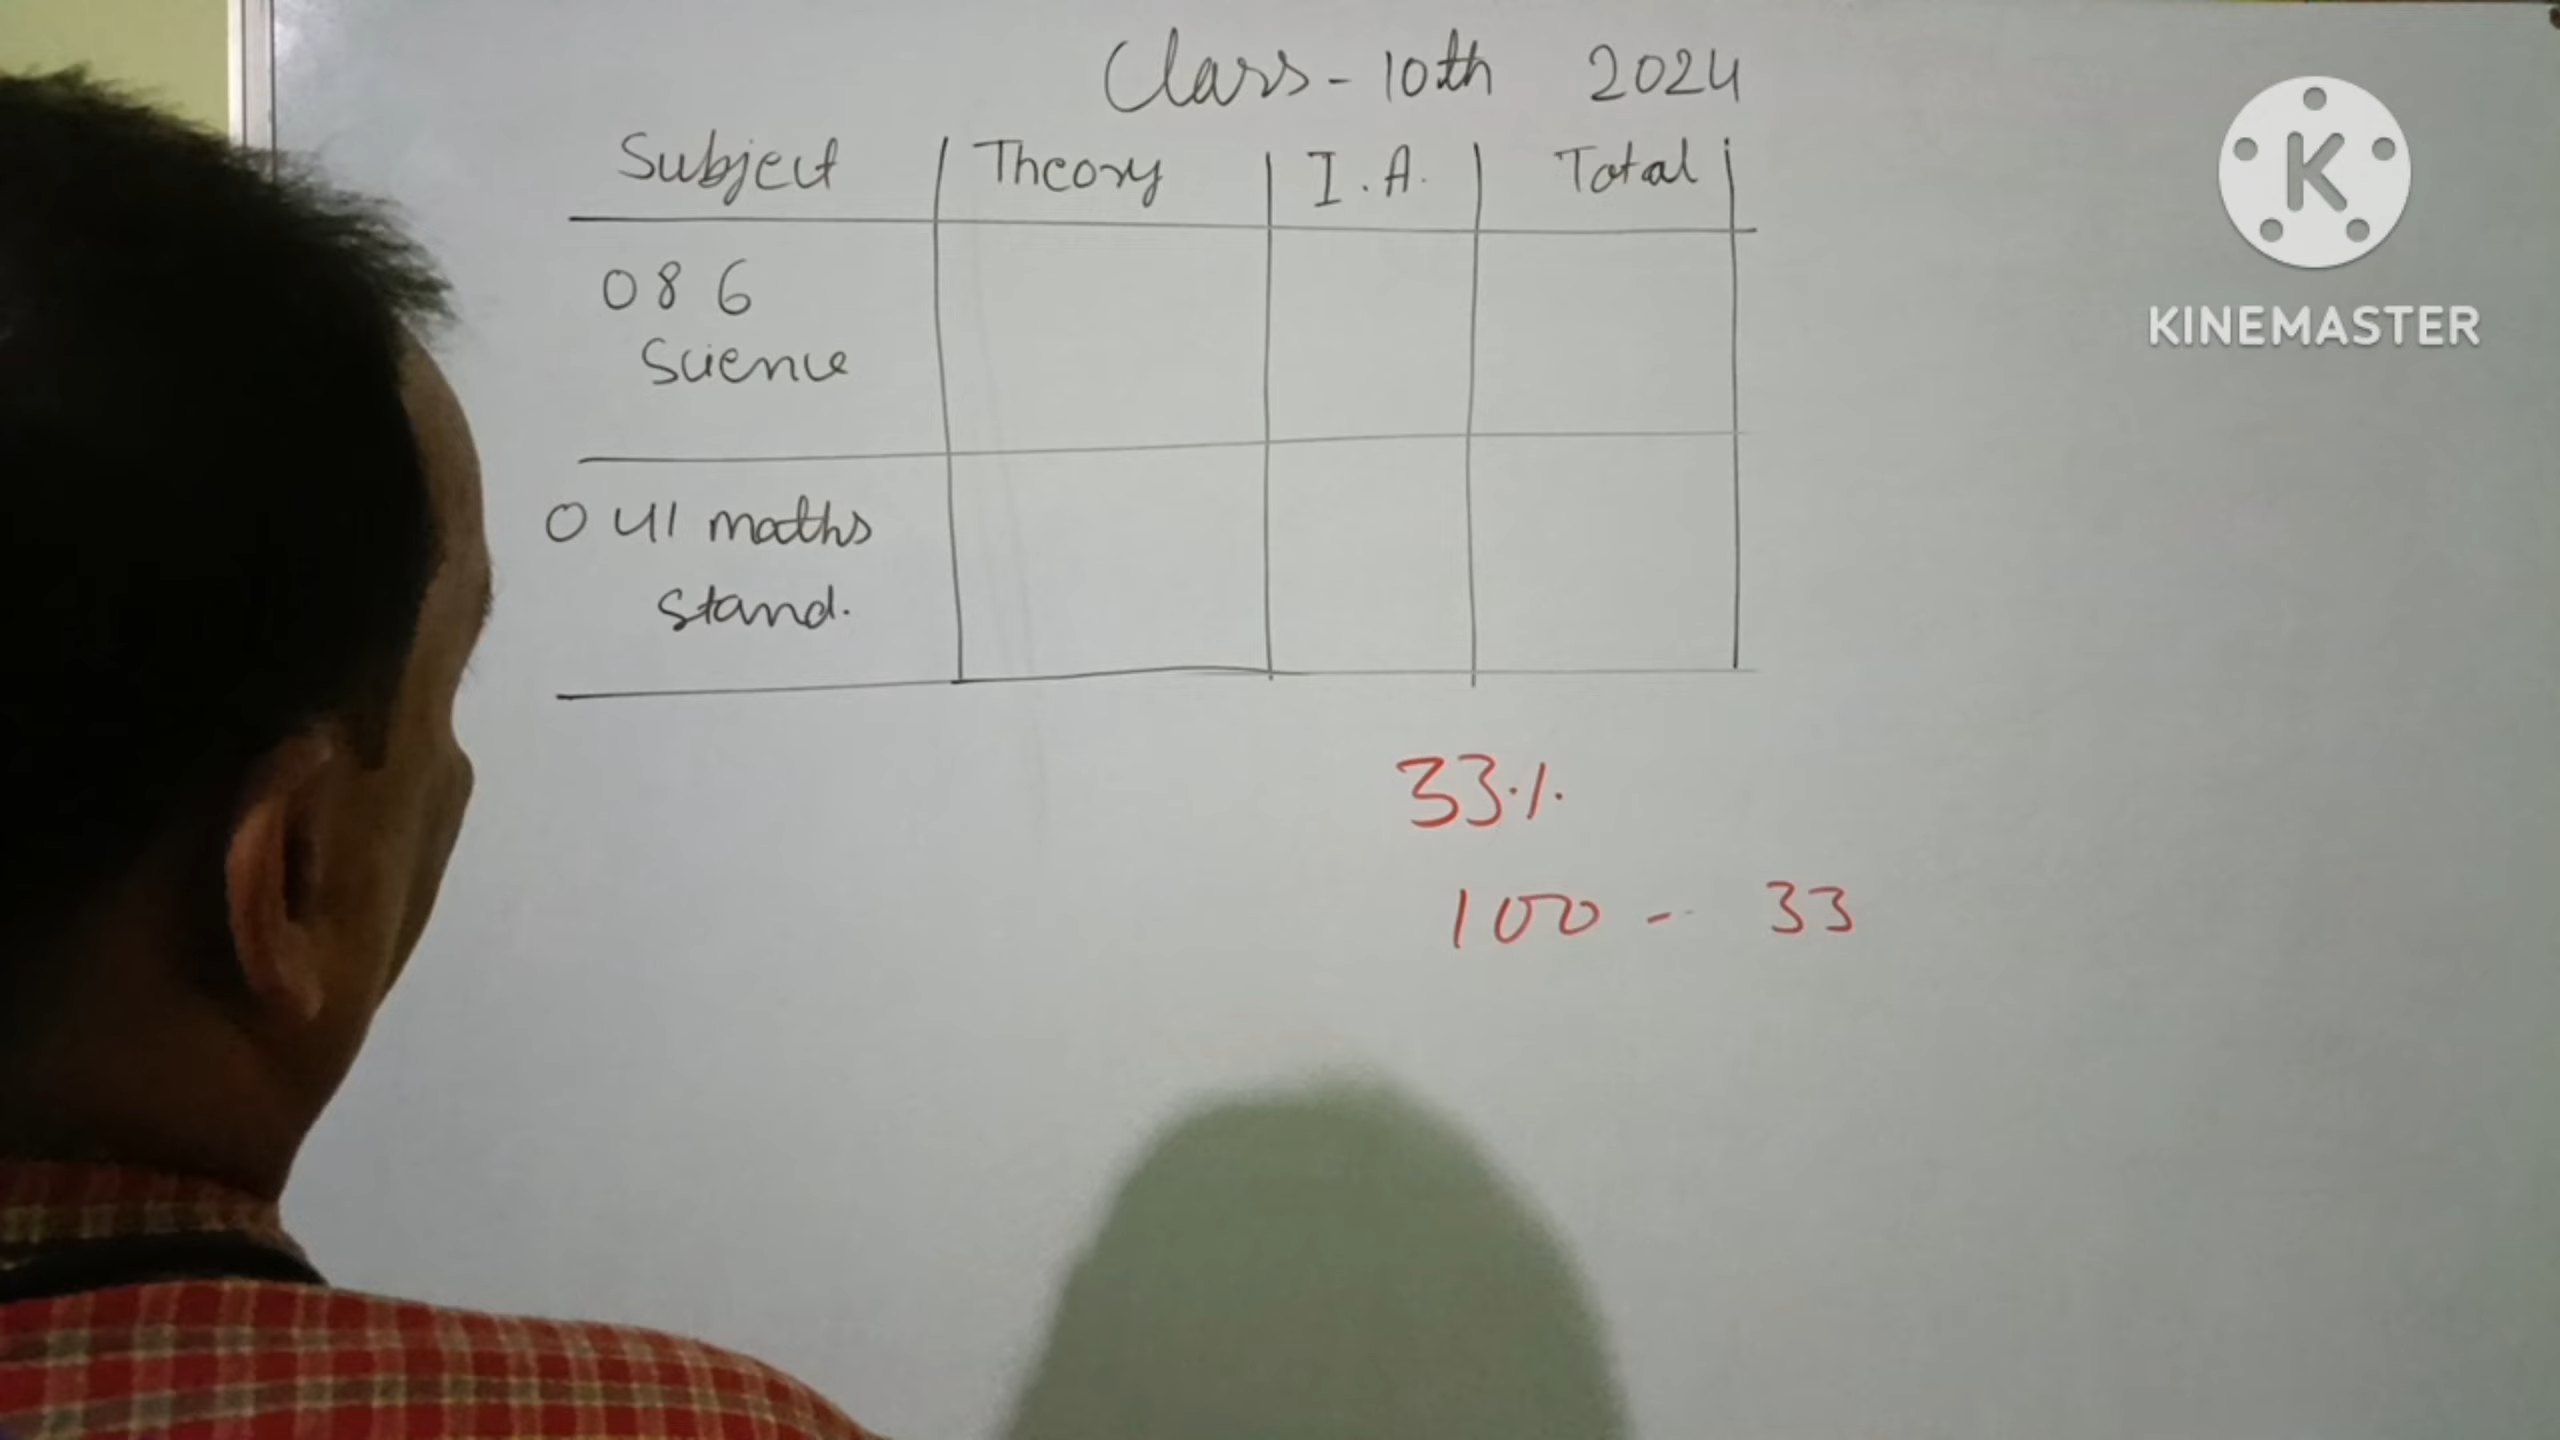 Class - 10th 2024
Subject Theory I.A. Total
086
Science
041 maths
stand.
33%
100 - 33
K
KINEMASTER